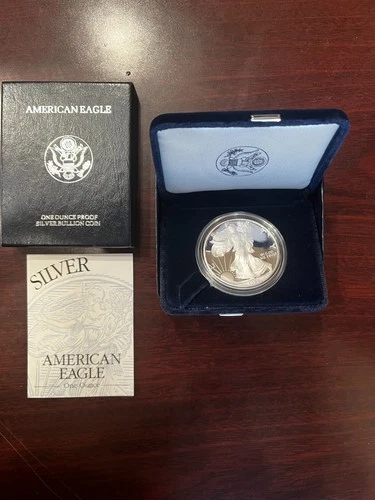 AMERICAN EAGLE
ONE OUNCE PROOF
SILVER BULLION COIN
SILVER
AMERICAN
EAGLE
One Ounce